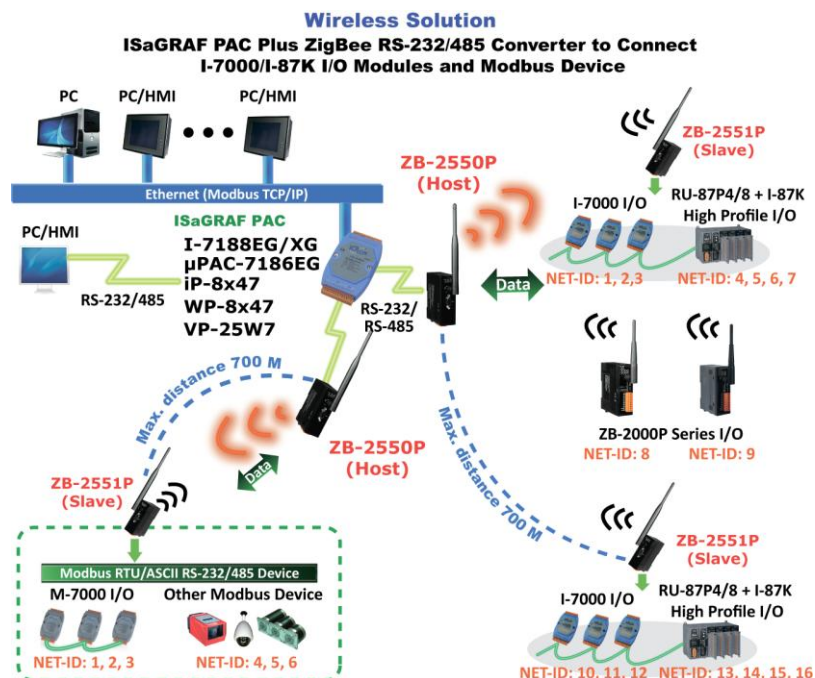 Wireless Solution
ISaGRAF PAC Plus ZigBee RS-232/485 Converter to Connect
I-7000/I-87K I/O Modules and Modbus Device
PC
PC/HMI
PC/HMI
Ethernet (Modbus TCP/IP)
PC/HMI
RS-232/485
ISaGRAF PAC
I-7188EG/XG
µPAC-7186EG
iP-8x47
WP-8x47
VP-25W7
RS-232/
RS-485
ZB-2550P
(Host)
Data
ZB-2551P
(Slave)
I-7000 I/O
RU-87P4/8 + I-87K
High Profile I/O
NET-ID: 1, 2,3
NET-ID: 4, 5, 6, 7
ZB-2000P Series I/O
NET-ID: 8
NET-ID: 9
Max. distance 700 M
ZB-2551P
(Slave)
I-7000 I/O
RU-87P4/8 + I-87K
High Profile I/O
NET-ID: 10, 11, 12
NET-ID: 13, 14, 15, 16
Max. distance 700 M
ZB-2550P
(Host)
Data
ZB-2551P
(Slave)
Modbus RTU/ASCII RS-232/485 Device
M-7000 I/O
Other Modbus Device
NET-ID: 1, 2, 3
NET-ID: 4, 5, 6